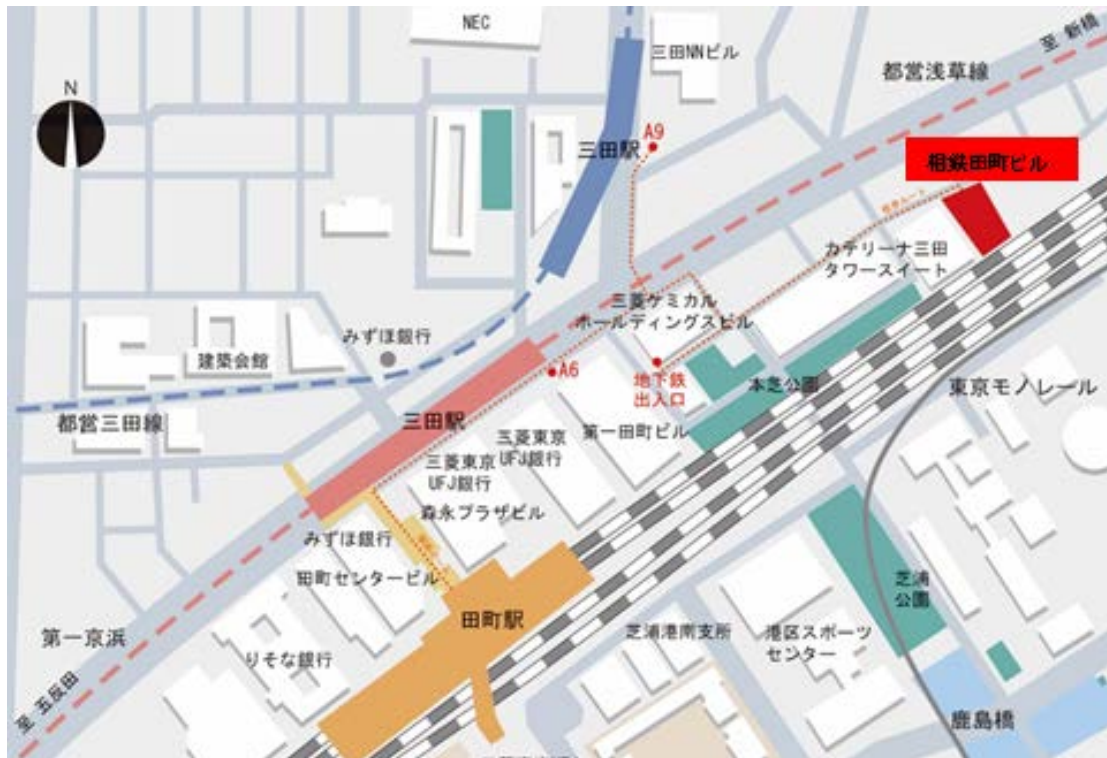 NEC
三田NNビル
至 新橋
都営浅草線
N
A9
三田駅
相鉄田町ビル
カテリーナ三田
タワースイート
三菱ケミカル
ホールディングスビル
みずほ銀行
建築会館
A6
地下鉄
出入口
本芝公園
東京モノレール
都営三田線
三田駅
第一田町ビル
三菱東京
UFJ銀行
三菱東京
UFJ銀行
森永プラザビル
みずほ銀行
田町センタービル
芝浦
公園
田町駅
第一京浜
りそな銀行
芝浦港南支所
港区スポーツ
センター
至 五反田
鹿島橋